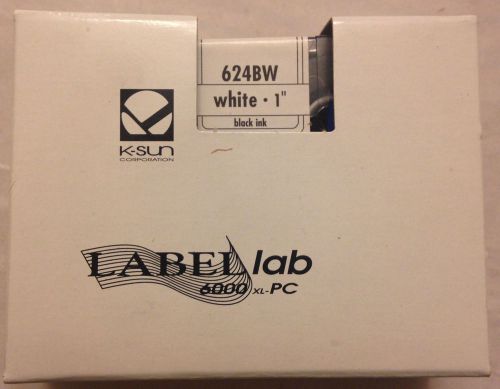 624BW
white · 1"
black ink
K-SUN
CORPORATION
LABEL lab
6000 XL-PC